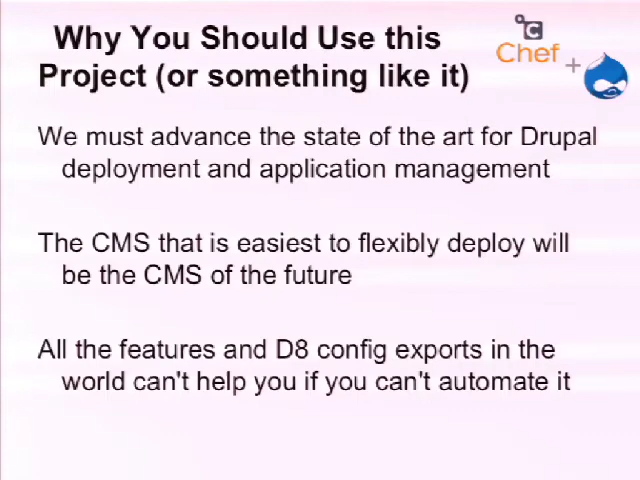 Why You Should Use this
Project (or something like it)
Chef
+
We must advance the state of the art for Drupal
deployment and application management
The CMS that is easiest to flexibly deploy will
be the CMS of the future
All the features and D8 config exports in the
world can't help you if you can't automate it